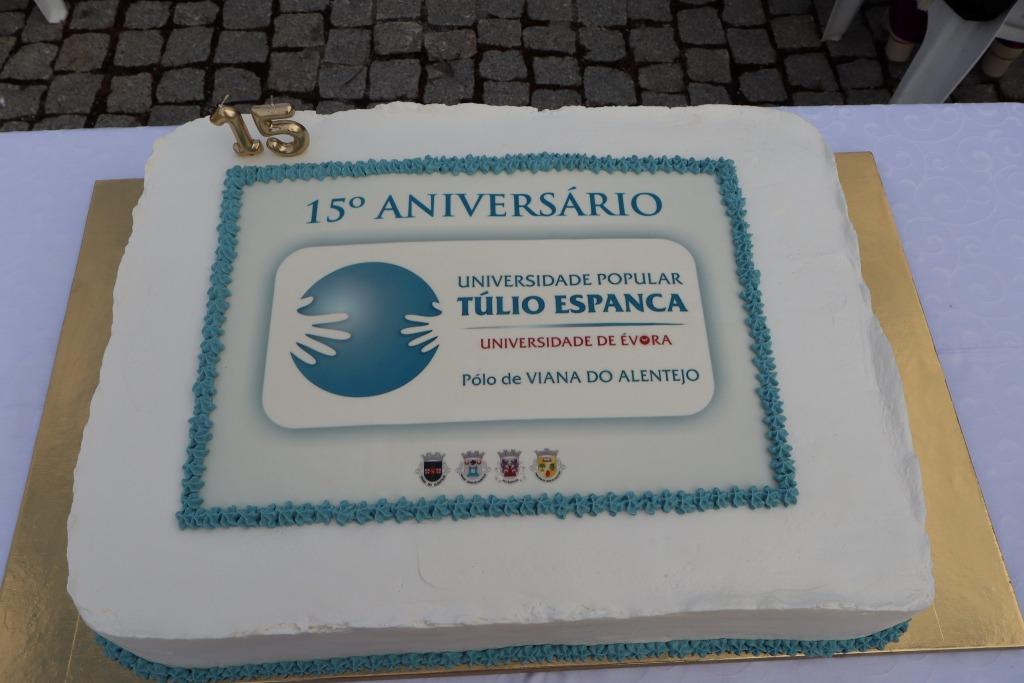 15
15º ANIVERSÁRIO
UNIVERSIDADE POPULAR
TÚLIO ESPANCA
UNIVERSIDADE DE ÉVORA
Pólo de VIANA DO ALENTEJO